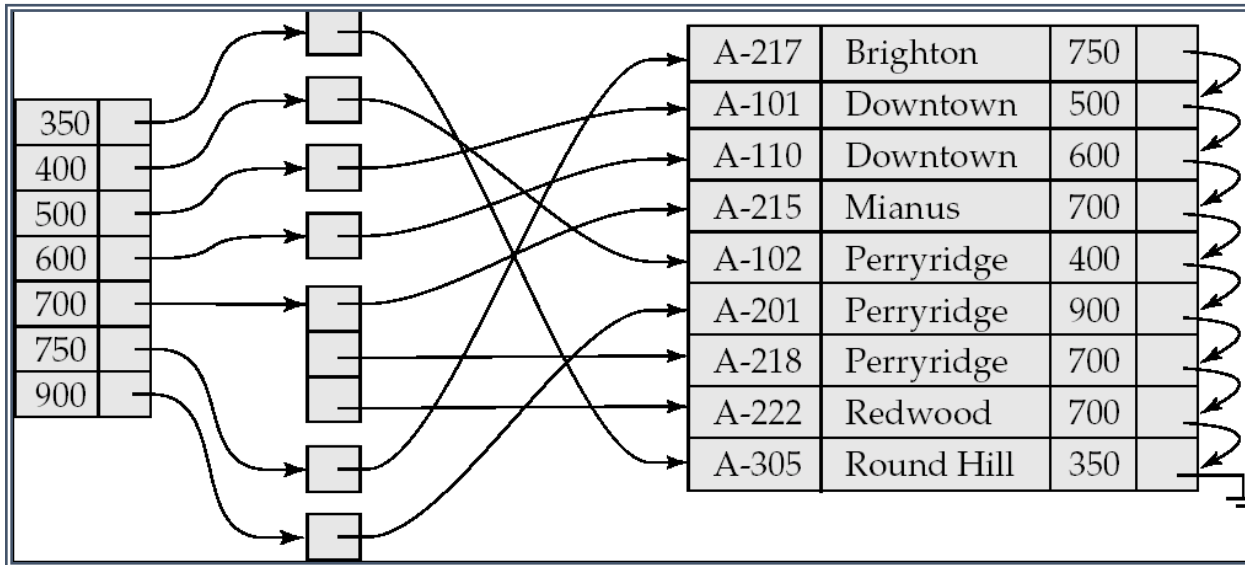 350
400
500
600
700
750
900
A-217 Brighton 750
A-101 Downtown 500
A-110 Downtown 600
A-215 Mianus 700
A-102 Perryridge 400
A-201 Perryridge 900
A-218 Perryridge 700
A-222 Redwood 700
A-305 Round Hill 350